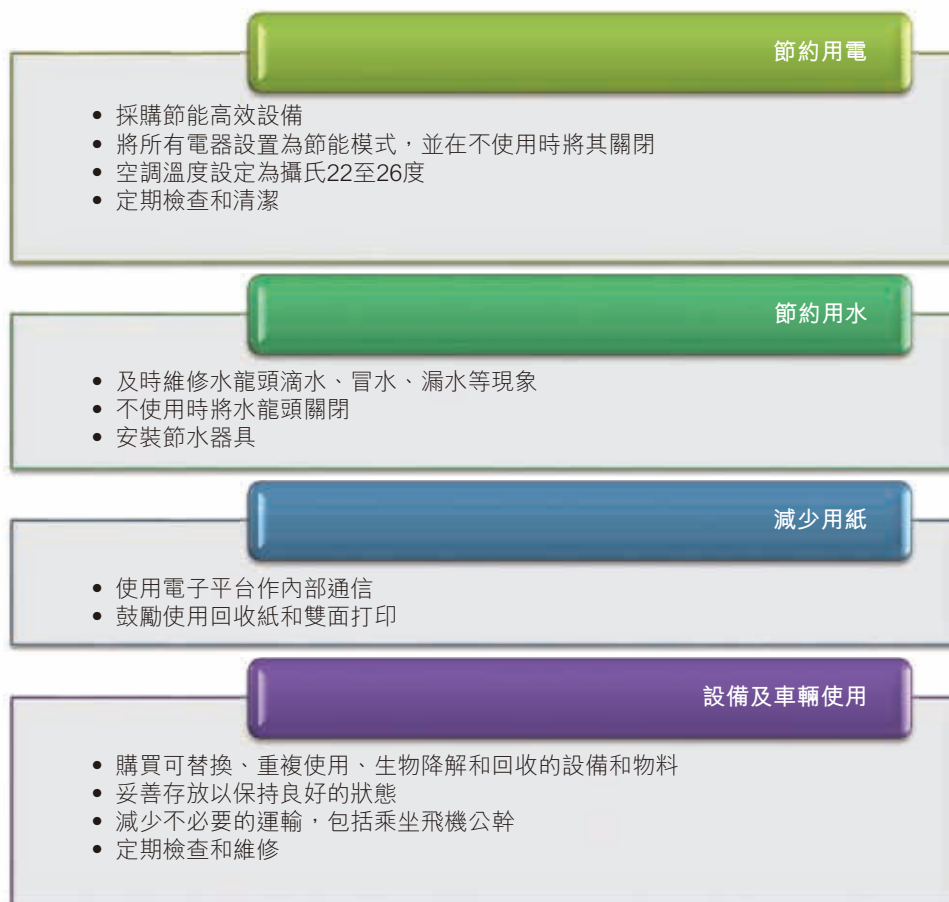 節約用電
• 採購節能高效設備
• 將所有電器設置為節能模式，並在不使用時將其關閉
• 空調溫度設定為攝氏22至26度
• 定期檢查和清潔
節約用水
• 及時維修水龍頭滴水、冒水、漏水等現象
• 不使用時將水龍頭關閉
• 安裝節水器具
減少用紙
• 使用電子平台作內部通信
• 鼓勵使用回收紙和雙面打印
設備及車輛使用
• 購買可替換、重複使用、生物降解和回收的設備和物料
• 妥善存放以保持良好的狀態
• 減少不必要的運輸，包括乘坐飛機公幹
• 定期檢查和維修